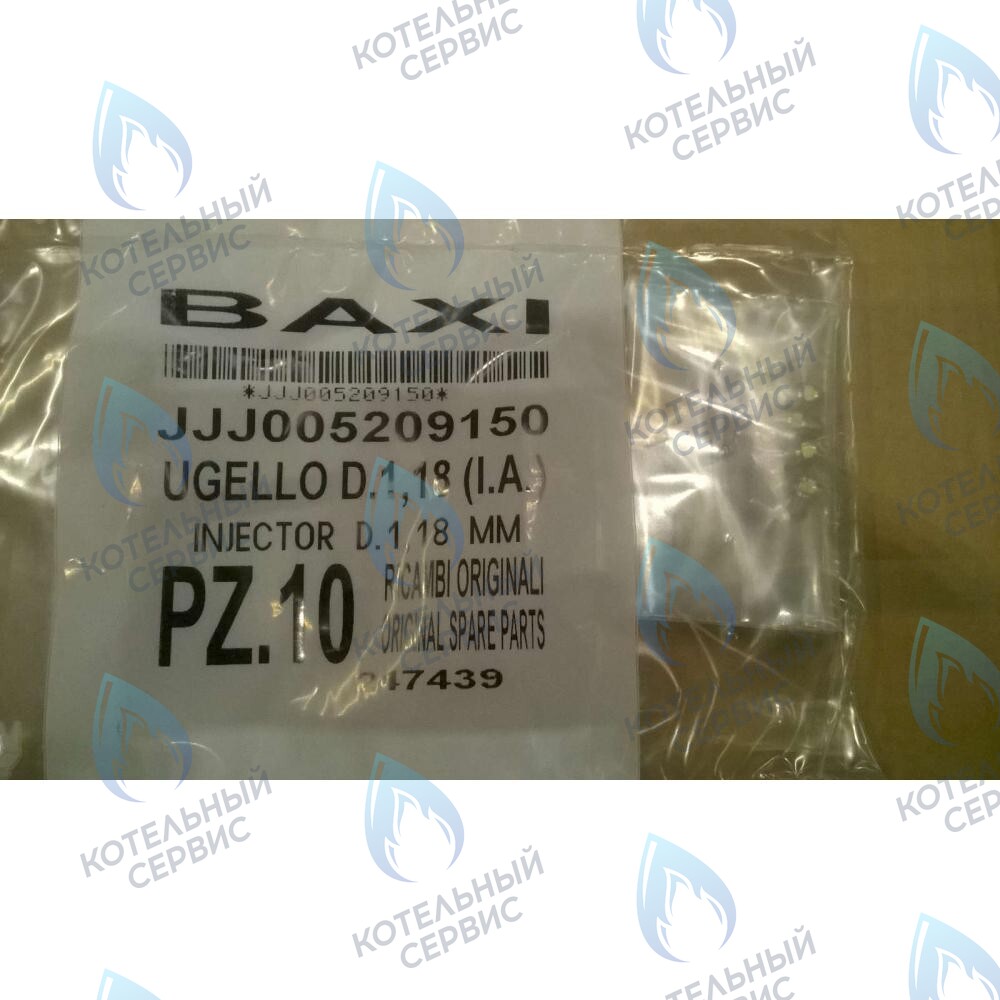 BAXI
*JJJ005209150*
JJJ005209150
UGELLO D.1,18 (I.A.)
INJECTOR D.1,18 MM
PZ.10
RICAMBI ORIGINALI
ORIGINAL SPARE PARTS
247439
КОТЕЛЬНЫЙ
СЕРВИС